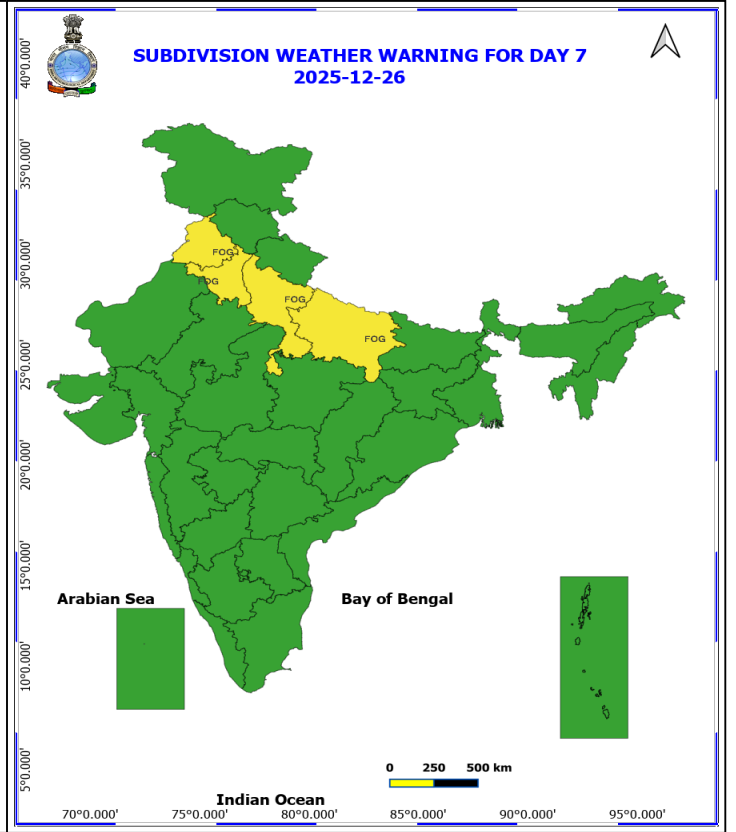 SUBDIVISION WEATHER WARNING FOR DAY 7
2025-12-26
40°0.000'
35°0.000'
30°0.000'
25°0.000'
20°0.000'
15°0.000'
10°0.000'
5°0.000'
FOG
FOG
FOG
FOG
Arabian Sea
Bay of Bengal
0 250 500 km
Indian Ocean
70°0.000' 75°0.000' 80°0.000' 85°0.000' 90°0.000' 95°0.000'